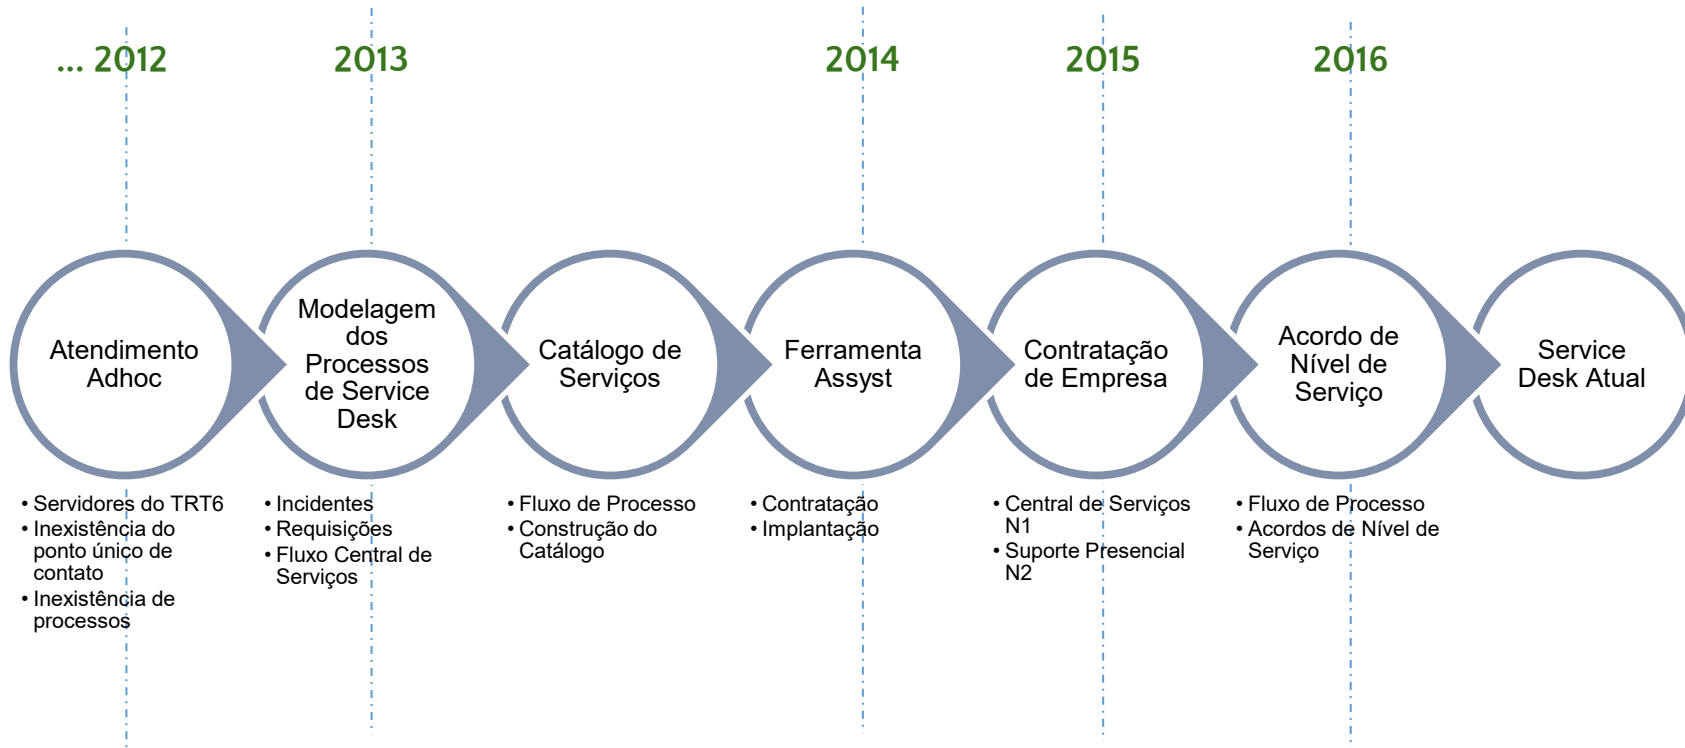 ... 2012
2013
2014
2015
2016
Atendimento
Adhoc
• Servidores do TRT6
• Inexistência do
ponto único de
contato
• Inexistência de
processos
Modelagem
dos
Processos
de Service
Desk
• Incidentes
• Requisições
• Fluxo Central de
Serviços
Catálogo de
Serviços
• Fluxo de Processo
• Construção do
Catálogo
Ferramenta
Assyst
• Contratação
• Implantação
Contratação
de Empresa
• Central de Serviços
N1
• Suporte Presencial
N2
Acordo de
Nível de
Serviço
• Fluxo de Processo
• Acordos de Nível de
Serviço
Service
Desk Atual